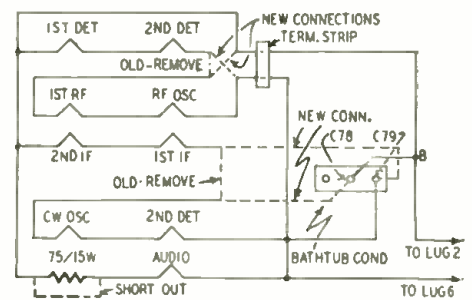 1ST DET 2ND DET
NEW CONNECTIONS
TERM. STRIP
OLD-REMOVE
1ST RF RF OSC
NEW CONN.
C78 C79
2ND IF 1ST IF
8
OLD-REMOVE
CW OSC 2ND DET
BATHTUB COND
TO LUG 2
75/15W AUDIO
SHORT OUT
TO LUG 6